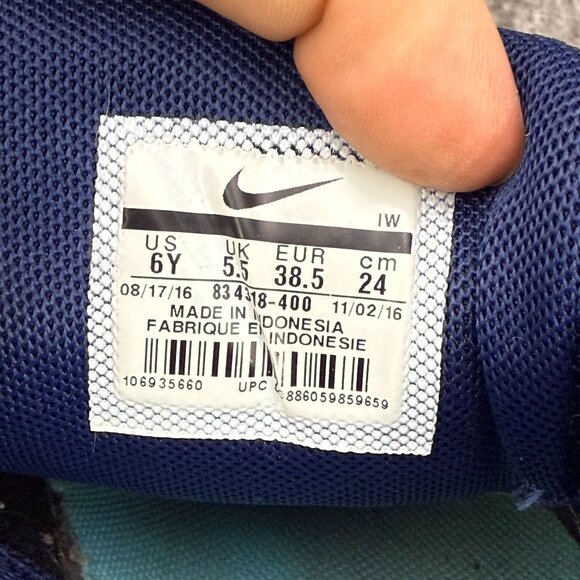 IW
US UK EUR cm
6Y 5.5 38.5 24
08/17/16 834318-400 11/02/16
MADE IN INDONESIA
FABRIQUE EN INDONESIE
106935660 UPC 886059859659